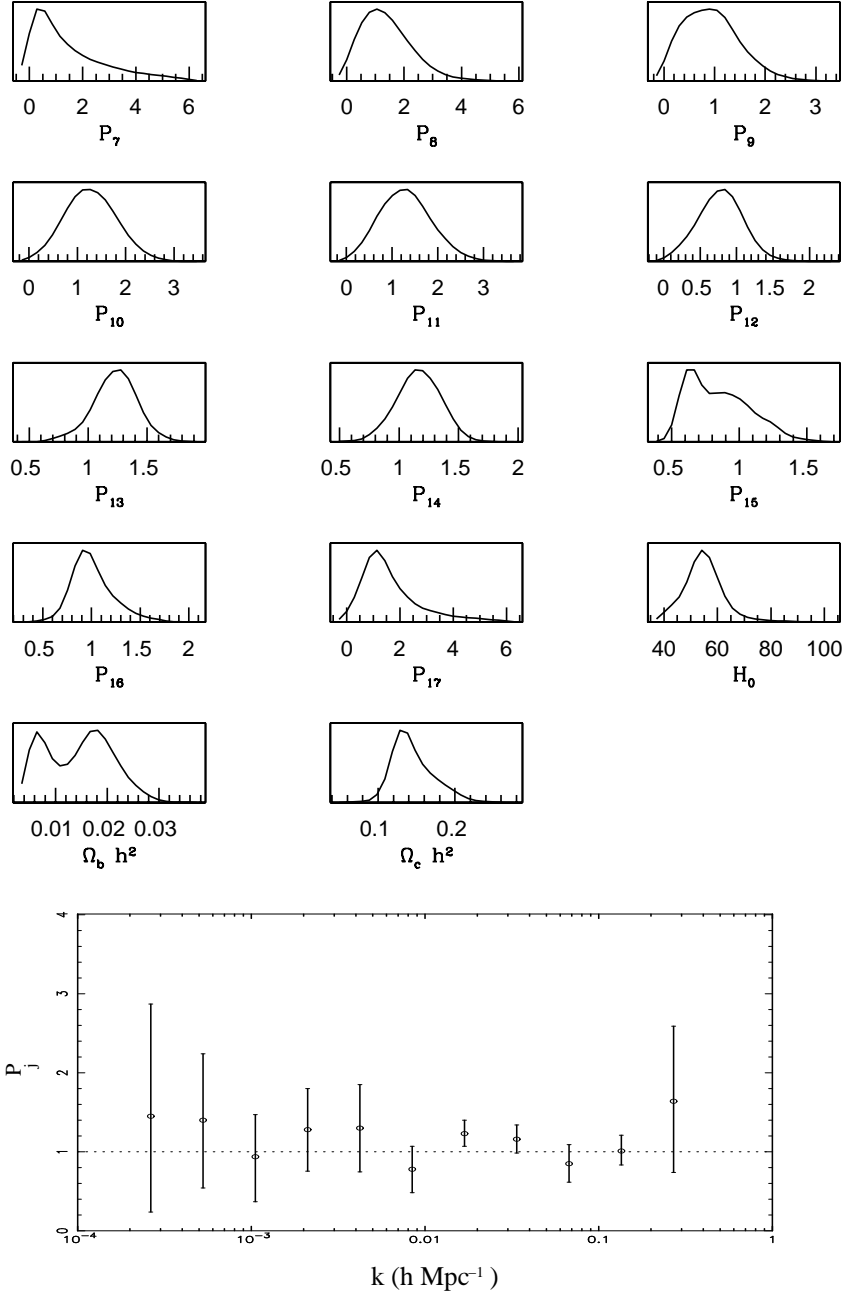 0 2 4 6
0 2 4 6
0 1 2 3
P₇
P₈
P₉
0 1 2 3
0 1 2 3
0 0.5 1 1.5 2
P₁₀
P₁₁
P₁₂
0.5 1 1.5
0.5 1 1.5 2
0.5 1 1.5
P₁₃
P₁₄
P₁₅
0.5 1 1.5 2
0 2 4 6
40 60 80 100
P₁₆
P₁₇
H₀
0.01 0.02 0.03
0.1 0.2
Ω_b h²
Ω_c h²
4
3
2
1
0
P_j
10⁻⁴ 10⁻³ 0.01 0.1 1
k (h Mpc⁻¹ )